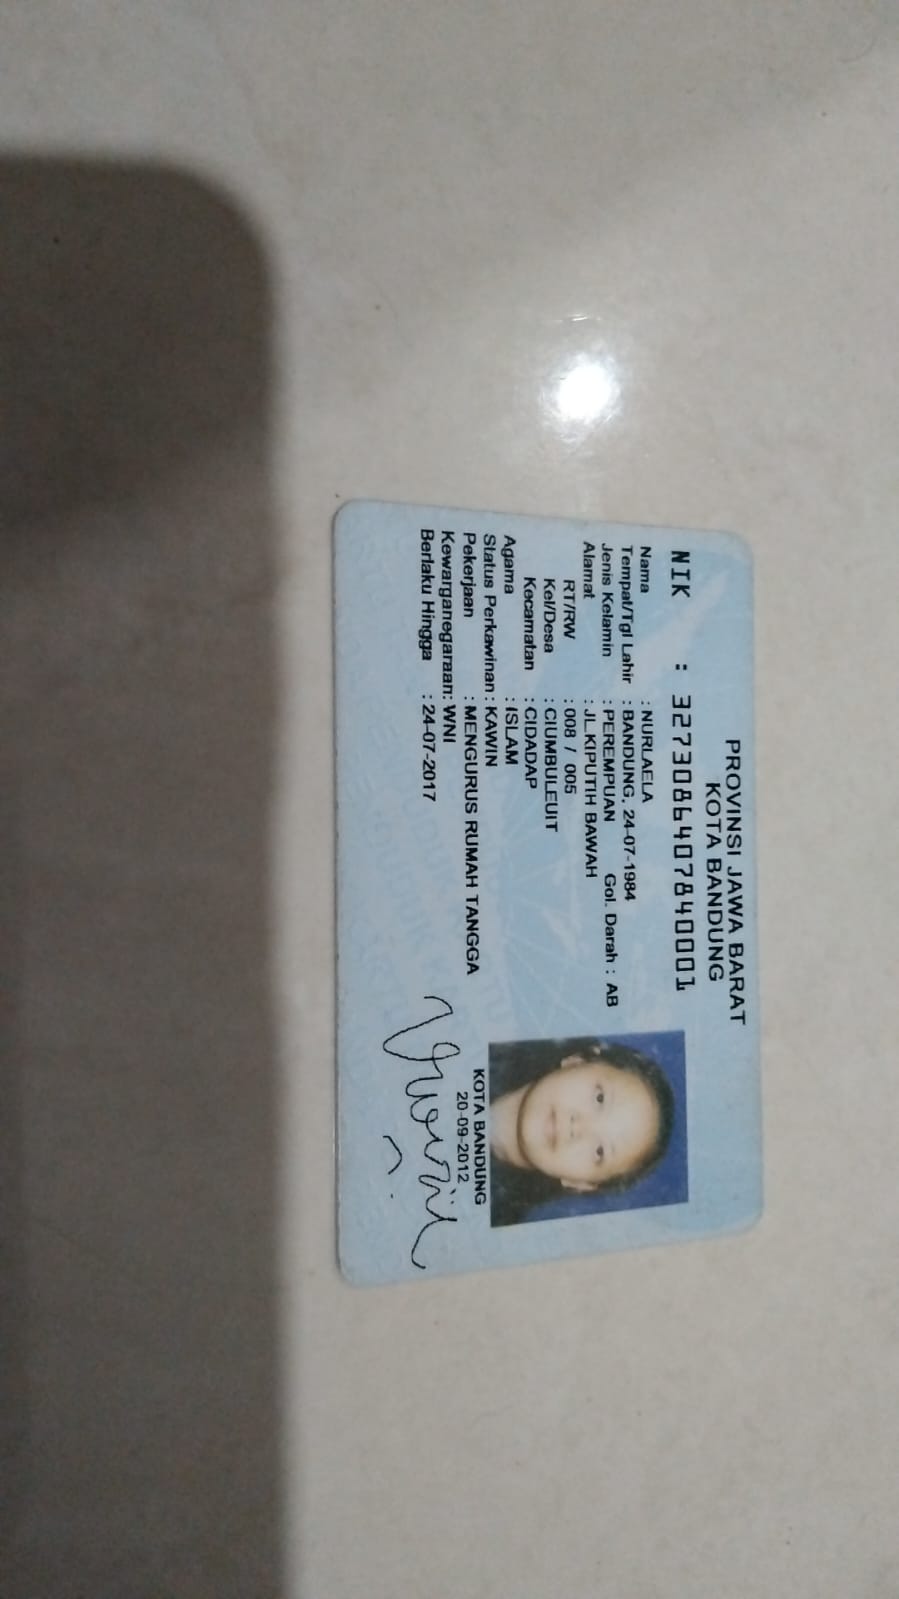 PROVINSI JAWA BARAT
KOTA BANDUNG
NIK : 3273086407840001
Nama : NURLAELA
Tempat/Tgl Lahir : BANDUNG, 24-07-1984
Jenis Kelamin : PEREMPUAN Gol. Darah : AB
Alamat : JL.KIPUTIH BAWAH
RT/RW : 008 / 005
Kel/Desa : CIUMBULEUIT
Kecamatan : CIDADAP
Agama : ISLAM
Status Perkawinan : KAWIN
Pekerjaan : MENGURUS RUMAH TANGGA
Kewarganegaraan: WNI
Berlaku Hingga : 24-07-2017
KOTA BANDUNG
20-09-2012